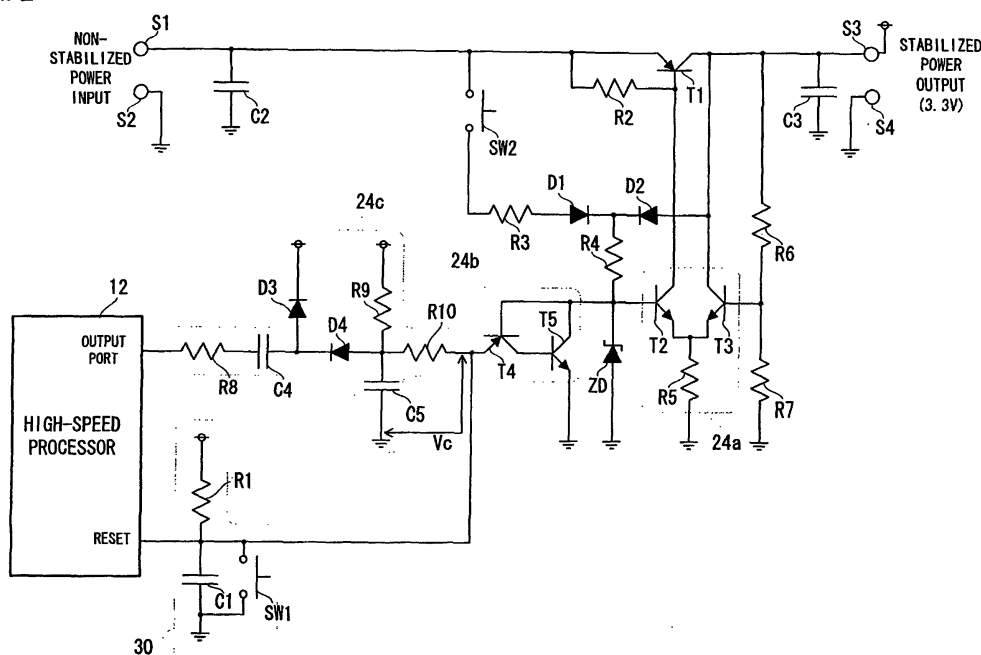 S1
NON-
STABILIZED
POWER
INPUT
S2
C2
SW2
R2
T1
C3
S3
STABILIZED
POWER
OUTPUT
(3.3V)
S4
D1
D2
R3
R4
R6
24c
24b
12
D3
R9
D4
R10
T5
T4
ZD
T2
T3
R5
R7
24a
OUTPUT
PORT
R8
C4
C5
Vc
HIGH-SPEED
PROCESSOR
R1
RESET
C1
SW1
30